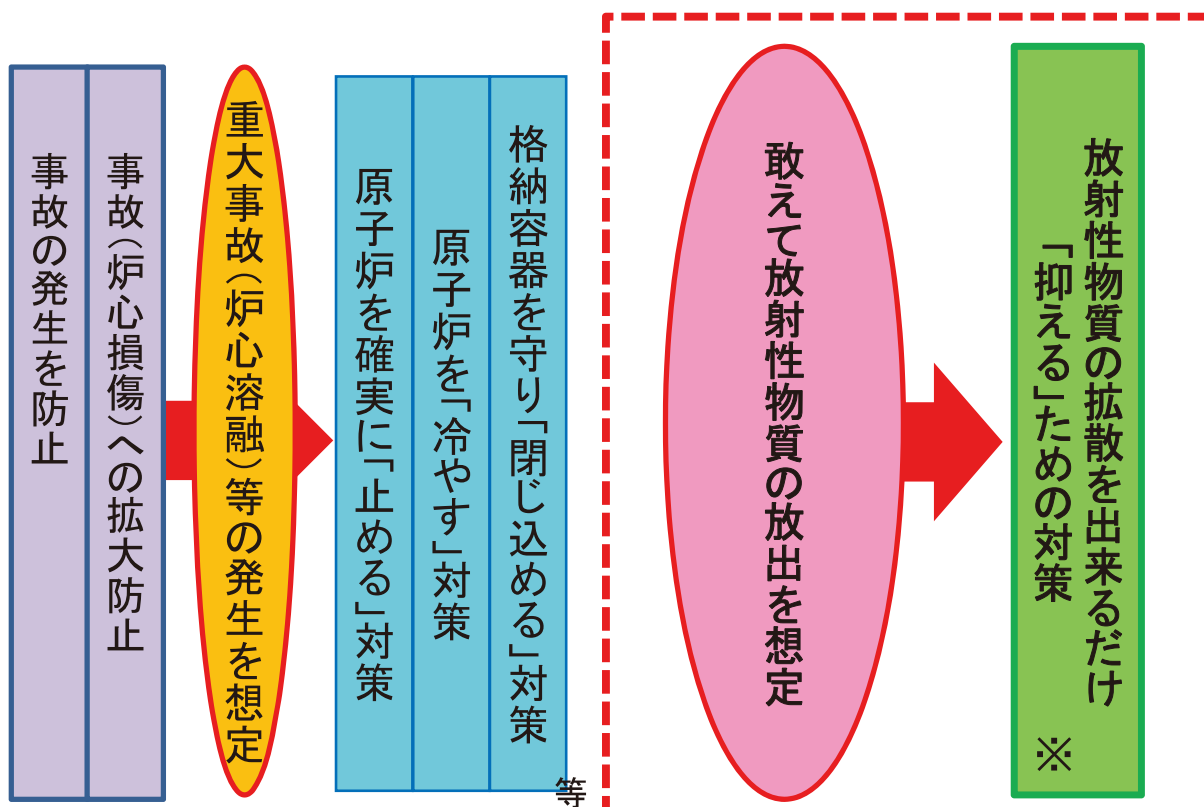 事故の発生を防止
事故（炉心損傷）への拡大防止
重大事故（炉心溶融）等の発生を想定
原子炉を確実に「止める」対策
原子炉を「冷やす」対策
格納容器を守り「閉じ込める」対策
等
敢えて放射性物質の放出を想定
放射性物質の拡散を出来るだけ
「抑える」ための対策 ※